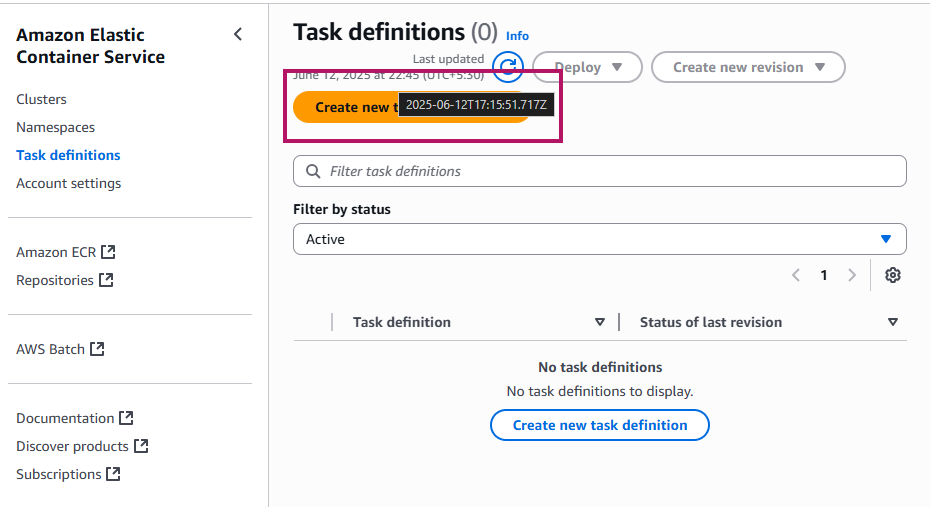 Amazon Elastic
Container Service
Clusters
Namespaces
Task definitions
Account settings
Amazon ECR
Repositories
AWS Batch
Documentation
Discover products
Subscriptions
Task definitions (0) Info
Last updated
June 12, 2025 at 22:45 (UTC+5:30)
Deploy
Create new revision
Create new t
2025-06-12T17:15:51.717Z
Filter task definitions
Filter by status
Active
1
Task definition
Status of last revision
No task definitions
No task definitions to display.
Create new task definition